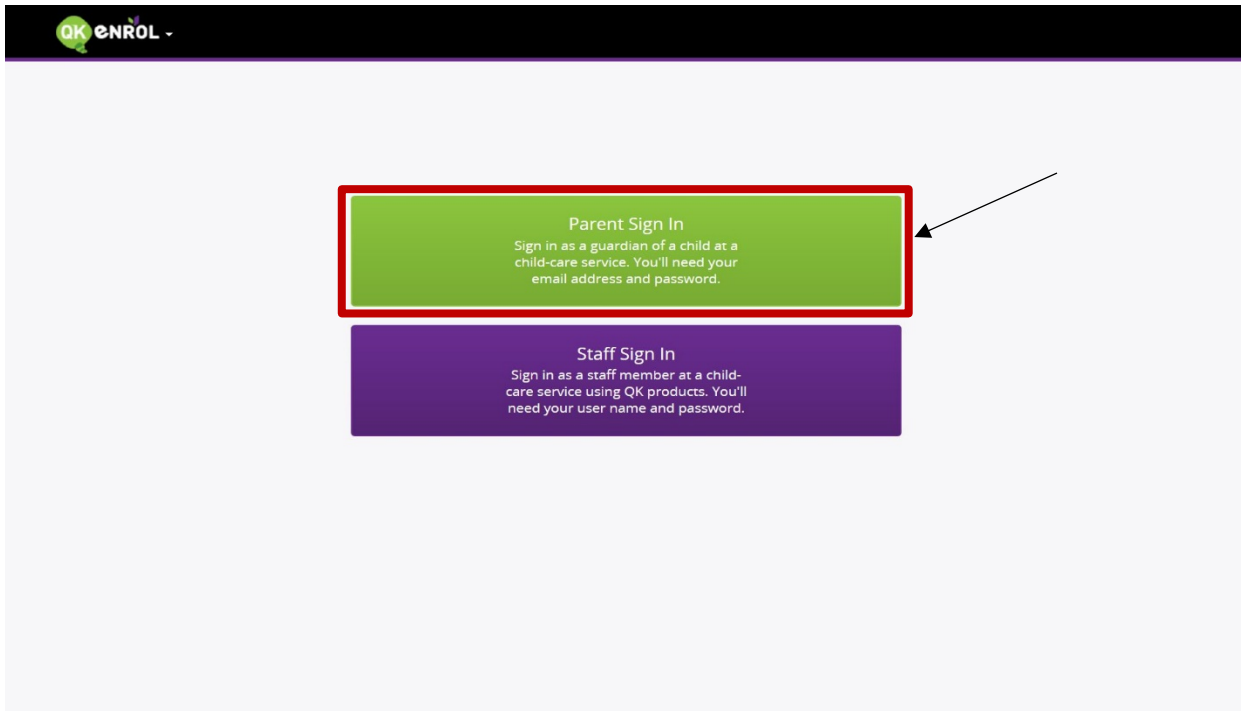 QK eNROL
Parent Sign In
Sign in as a guardian of a child at a
child-care service. You'll need your
email address and password.
Staff Sign In
Sign in as a staff member at a child-
care service using QK products. You'll
need your user name and password.